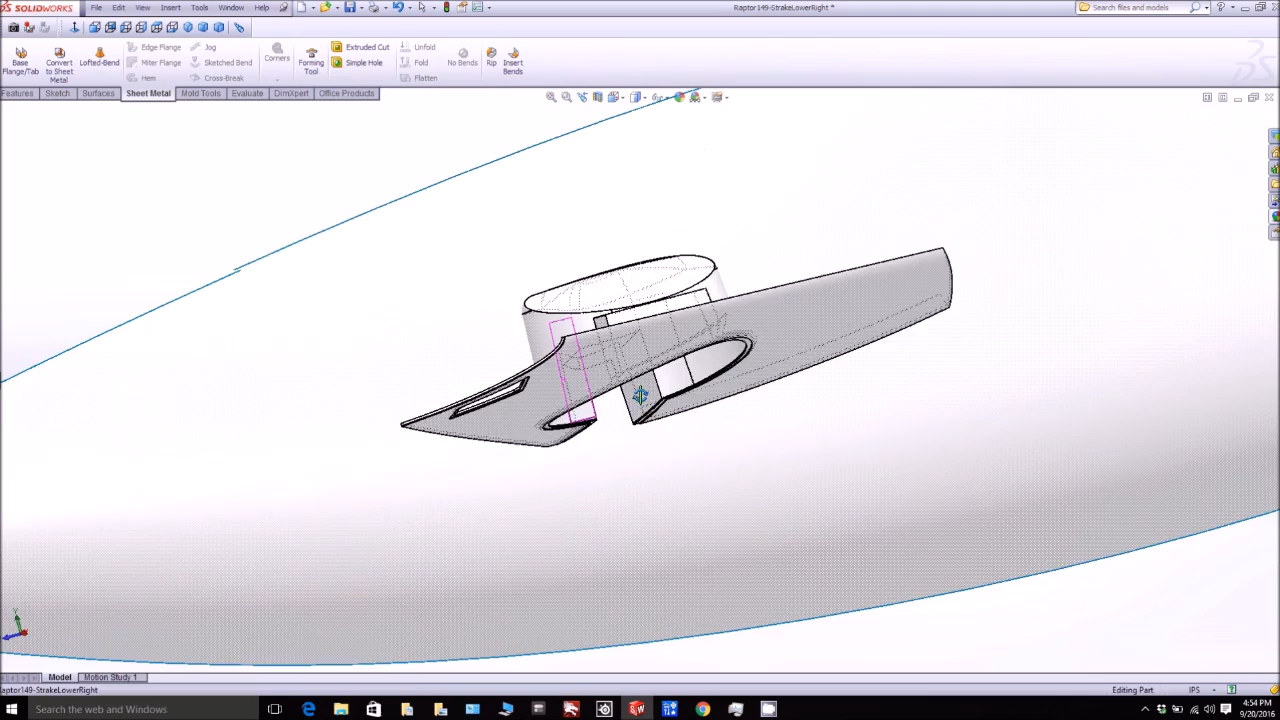 SOLIDWORKS File Edit View Insert Tools Window Help Raptor149-StrakeLowerRight * Search files and models
Base Flange/Tab
Convert to Sheet Metal
Lofted-Bend
Edge Flange
Miter Flange
Hem
Jog
Sketched Bend
Cross-Break
Corners
Forming Tool
Extruded Cut
Simple Hole
Unfold
Fold
Flatten
No Bends
Rip
Insert Bends
Features Sketch Surfaces Sheet Metal Mold Tools Evaluate DimXpert Office Products
Y
Model Motion Study 1
Raptor149-StrakeLowerRight Editing Part IPS
Search the web and Windows
4:54 PM
9/20/2016